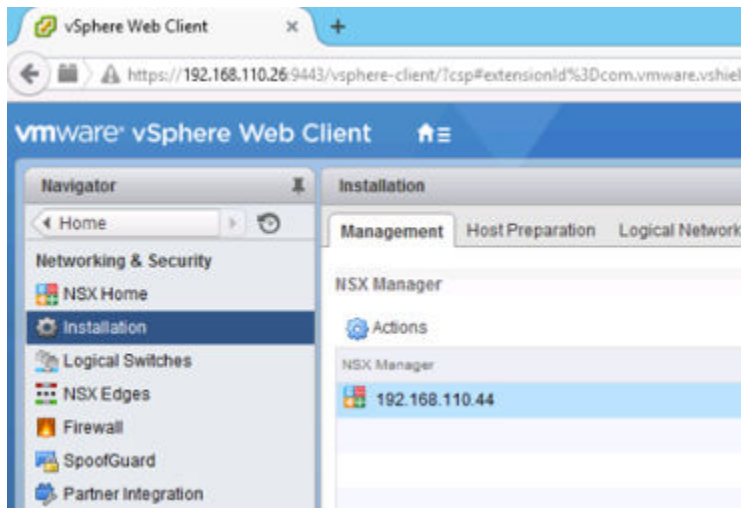 vSphere Web Client
https://192.168.110.26:9443/vsphere-client/?csp#extensionId%3Dcom.vmware.vshiel
vmware® vSphere Web Client
Navigator
Home
Networking & Security
NSX Home
Installation
Logical Switches
NSX Edges
Firewall
SpoofGuard
Partner Integration
Installation
Management Host Preparation Logical Network
NSX Manager
Actions
NSX Manager
192.168.110.44